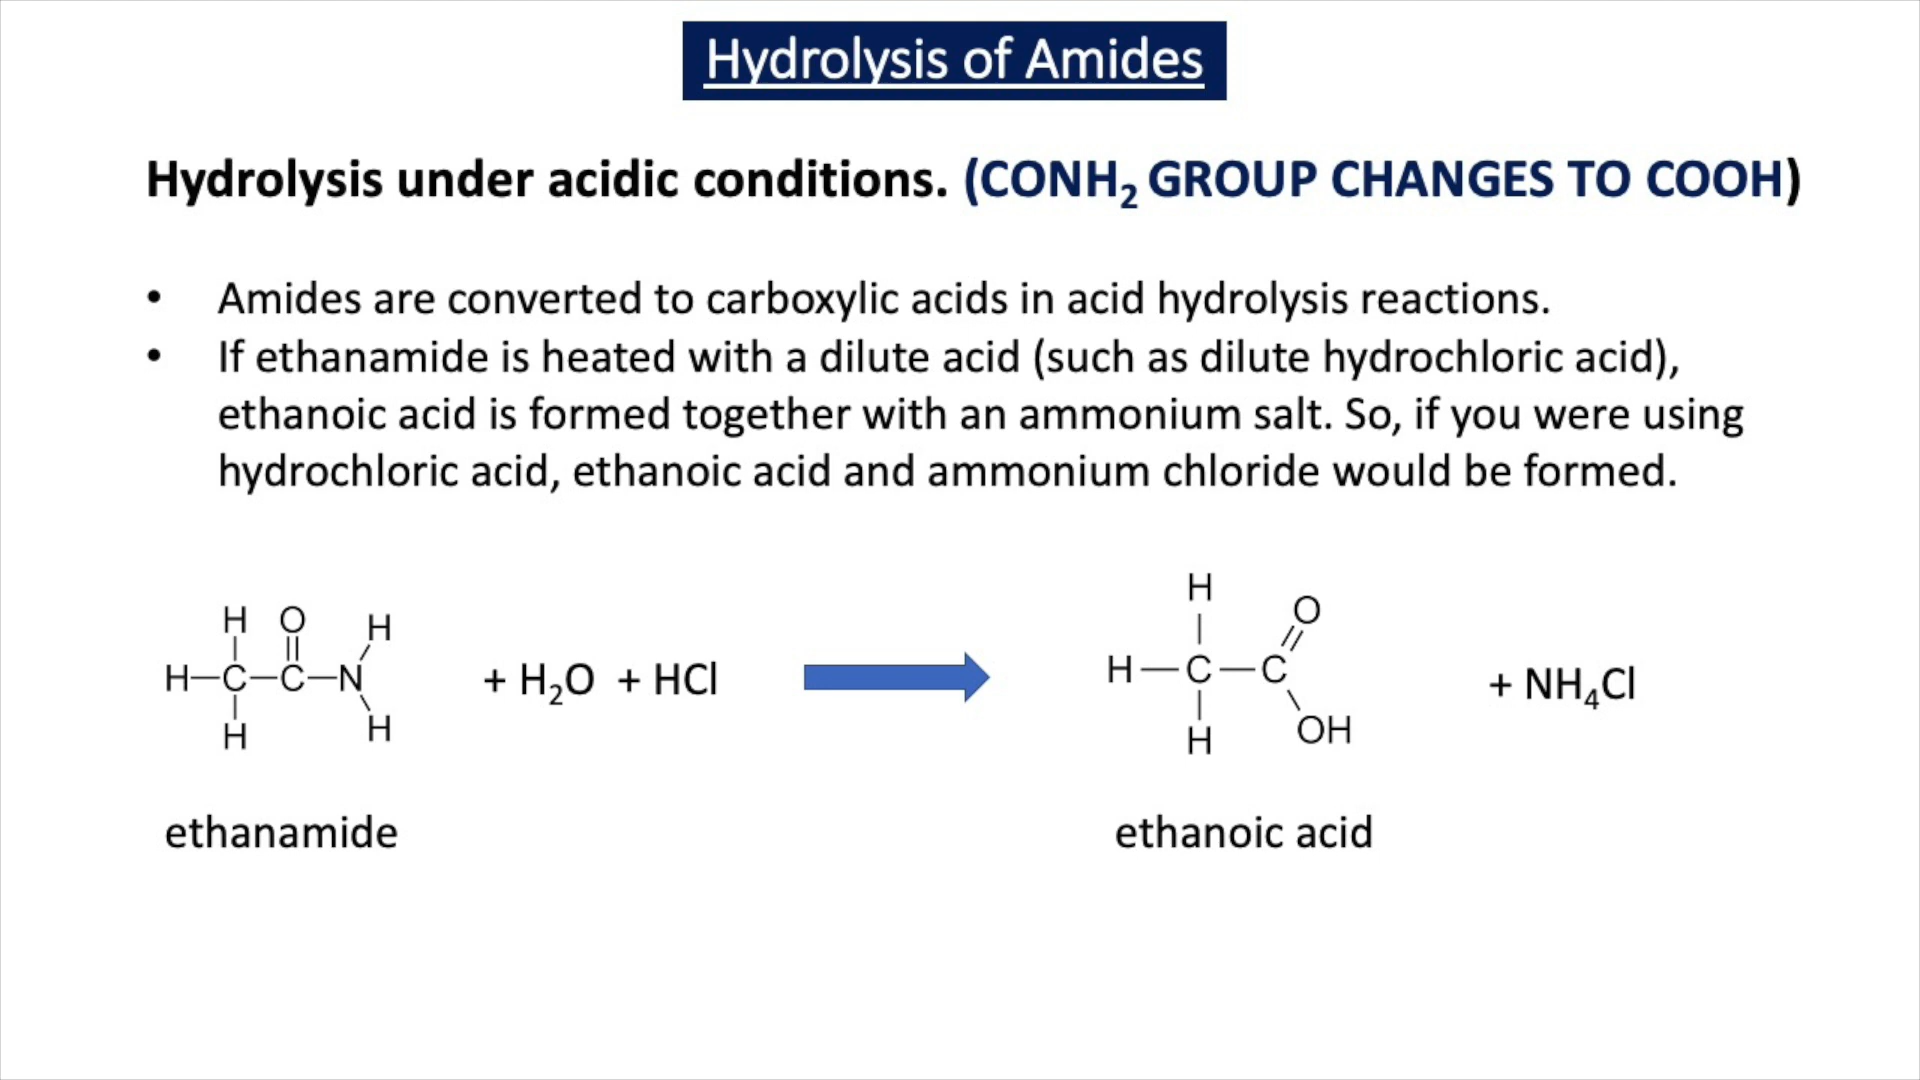 Hydrolysis of Amides
Hydrolysis under acidic conditions. (CONH₂ GROUP CHANGES TO COOH)
• Amides are converted to carboxylic acids in acid hydrolysis reactions.
• If ethanamide is heated with a dilute acid (such as dilute hydrochloric acid),
ethanoic acid is formed together with an ammonium salt. So, if you were using
hydrochloric acid, ethanoic acid and ammonium chloride would be formed.
H O H
H—C—C—N
H H
+ H₂O + HCl
H
O
H—C—C
H
OH
+ NH₄Cl
ethanamide
ethanoic acid